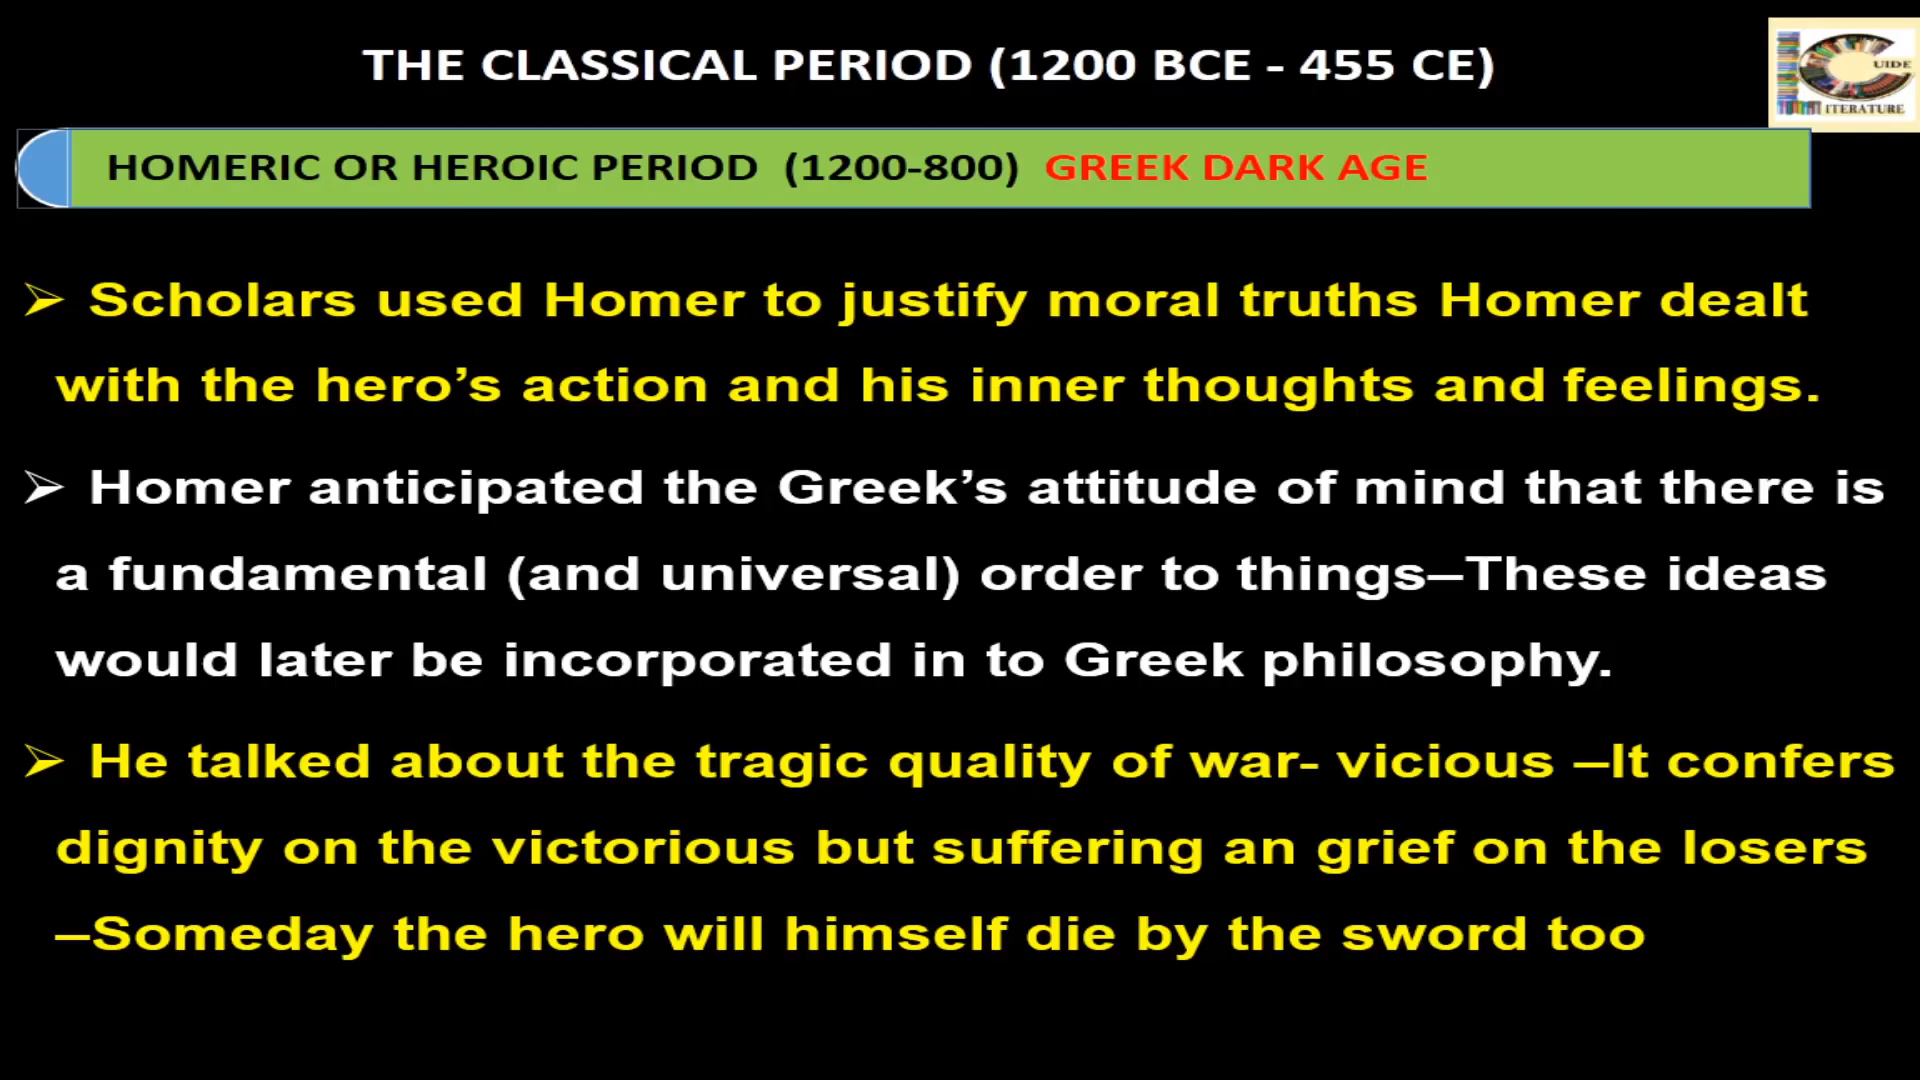 THE CLASSICAL PERIOD (1200 BCE - 455 CE)
UIDE
ITERATURE
HOMERIC OR HEROIC PERIOD (1200-800) GREEK DARK AGE
➢ Scholars used Homer to justify moral truths Homer dealt
with the hero’s action and his inner thoughts and feelings.
➢ Homer anticipated the Greek’s attitude of mind that there is
a fundamental (and universal) order to things—These ideas
would later be incorporated in to Greek philosophy.
➢ He talked about the tragic quality of war- vicious –It confers
dignity on the victorious but suffering an grief on the losers
–Someday the hero will himself die by the sword too